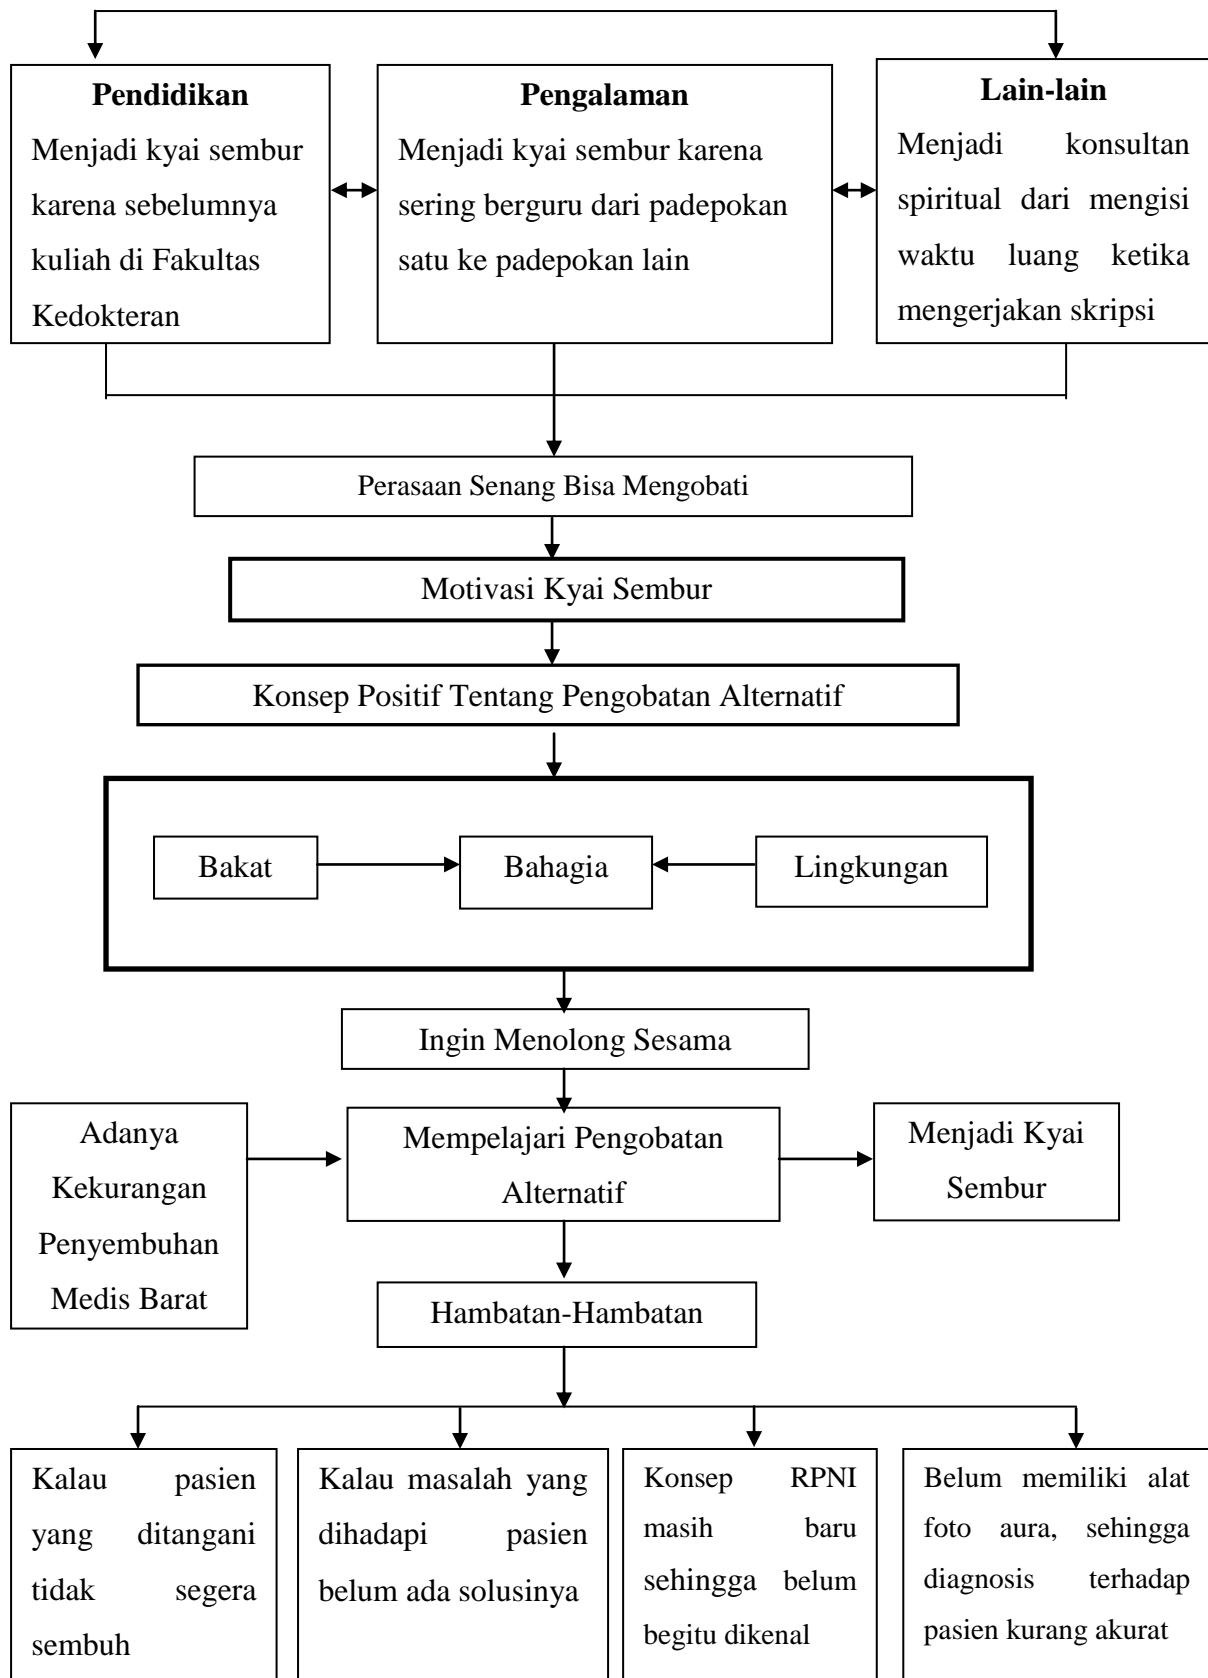 Pendidikan
Menjadi kyai sembur
karena sebelumnya
kuliah di Fakultas
Kedokteran
Pengalaman
Menjadi kyai sembur karena
sering berguru dari padepokan
satu ke padepokan lain
Lain-lain
Menjadi konsultan
spiritual dari mengisi
waktu luang ketika
mengerjakan skripsi
Perasaan Senang Bisa Mengobati
Motivasi Kyai Sembur
Konsep Positif Tentang Pengobatan Alternatif
Bakat
Bahagia
Lingkungan
Ingin Menolong Sesama
Adanya
Kekurangan
Penyembuhan
Medis Barat
Mempelajari Pengobatan
Alternatif
Menjadi Kyai
Sembur
Hambatan-Hambatan
Kalau pasien
yang ditangani
tidak segera
sembuh
Kalau masalah yang
dihadapi pasien
belum ada solusinya
Konsep RPNI
masih baru
sehingga belum
begitu dikenal
Belum memiliki alat
foto aura, sehingga
diagnosis terhadap
pasien kurang akurat